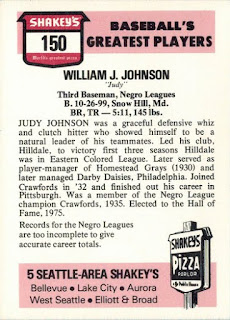 SHAKEY'S
150
World's greatest pizza.
BASEBALL'S
GREATEST PLAYERS
WILLIAM J. JOHNSON
"Judy"
Third Baseman, Negro Leagues
B. 10-26-99, Snow Hill, Md.
BR, TR — 5:11, 145 lbs.
JUDY JOHNSON was a graceful defensive whiz
and clutch hitter who showed himself to be a
natural leader of his teammates. Led his club,
Hilldale, to victory first three seasons Hilldale
was in Eastern Colored League. Later served as
player-manager of Homestead Grays (1930) and
later managed Darby Daisies, Philadelphia. Joined
Crawfords in '32 and finished out his career in
Pittsburgh. Was a member of the Negro League
champion Crawfords, 1935. Elected to the Hall of
Fame, 1975.
Records for the Negro Leagues
are too incomplete to give
accurate career totals.
SHAKEY'S
PIZZA
PARLOR
& Public house
5 SEATTLE-AREA SHAKEY'S
Bellevue • Lake City • Aurora
West Seattle • Elliott & Broad